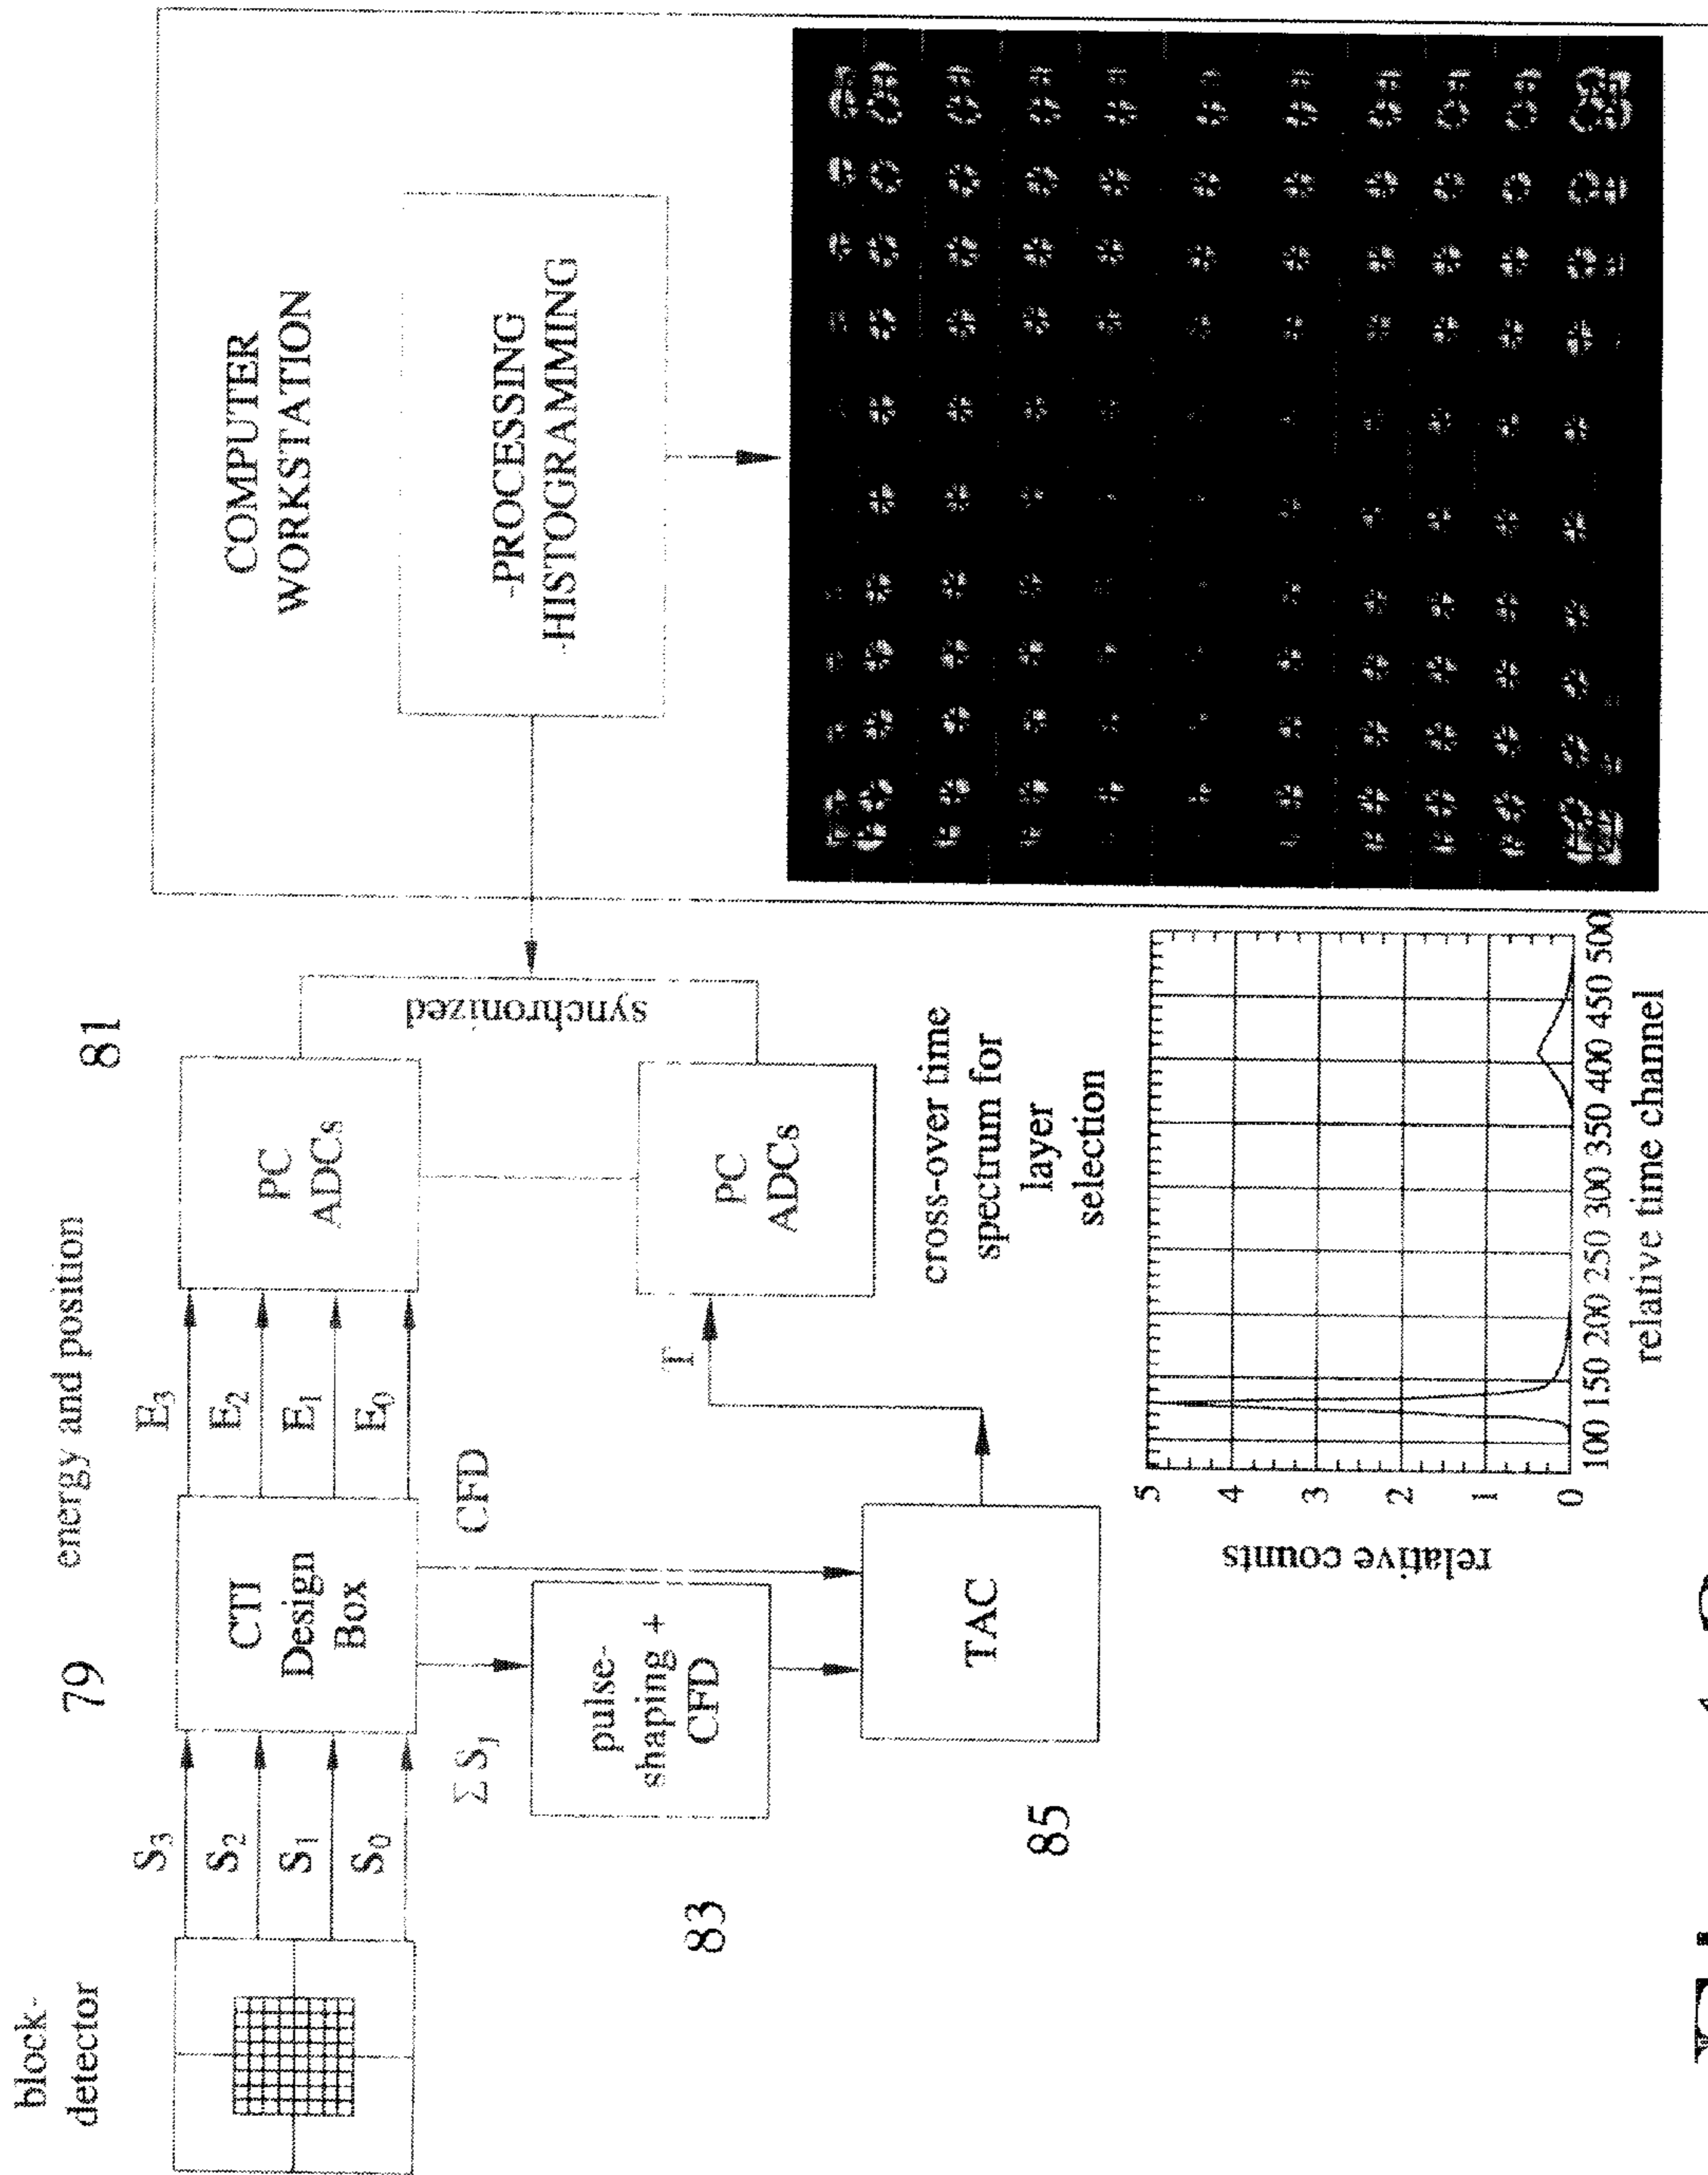 block-
detector
S3
S2
S1
S0
79
CTI
Design
Box
energy and position
E3
E2
E1
E0
81
PC
ADCs
synchronized
COMPUTER
WORKSTATION
-PROCESSING
-HISTOGRAMMING
Σ Sj
CFD
83
pulse-
shaping +
CFD
85
TAC
T
PC
ADCs
cross-over time
spectrum for
layer
selection
relative counts
5
4
3
2
1
0
100 150 200 250 300 350 400 450 500
relative time channel